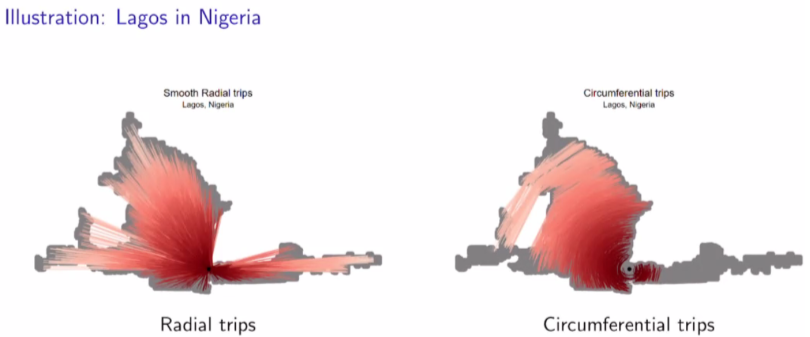 Illustration: Lagos in Nigeria
Smooth Radial trips
Lagos, Nigeria
Circumferential trips
Lagos, Nigeria
Radial trips
Circumferential trips